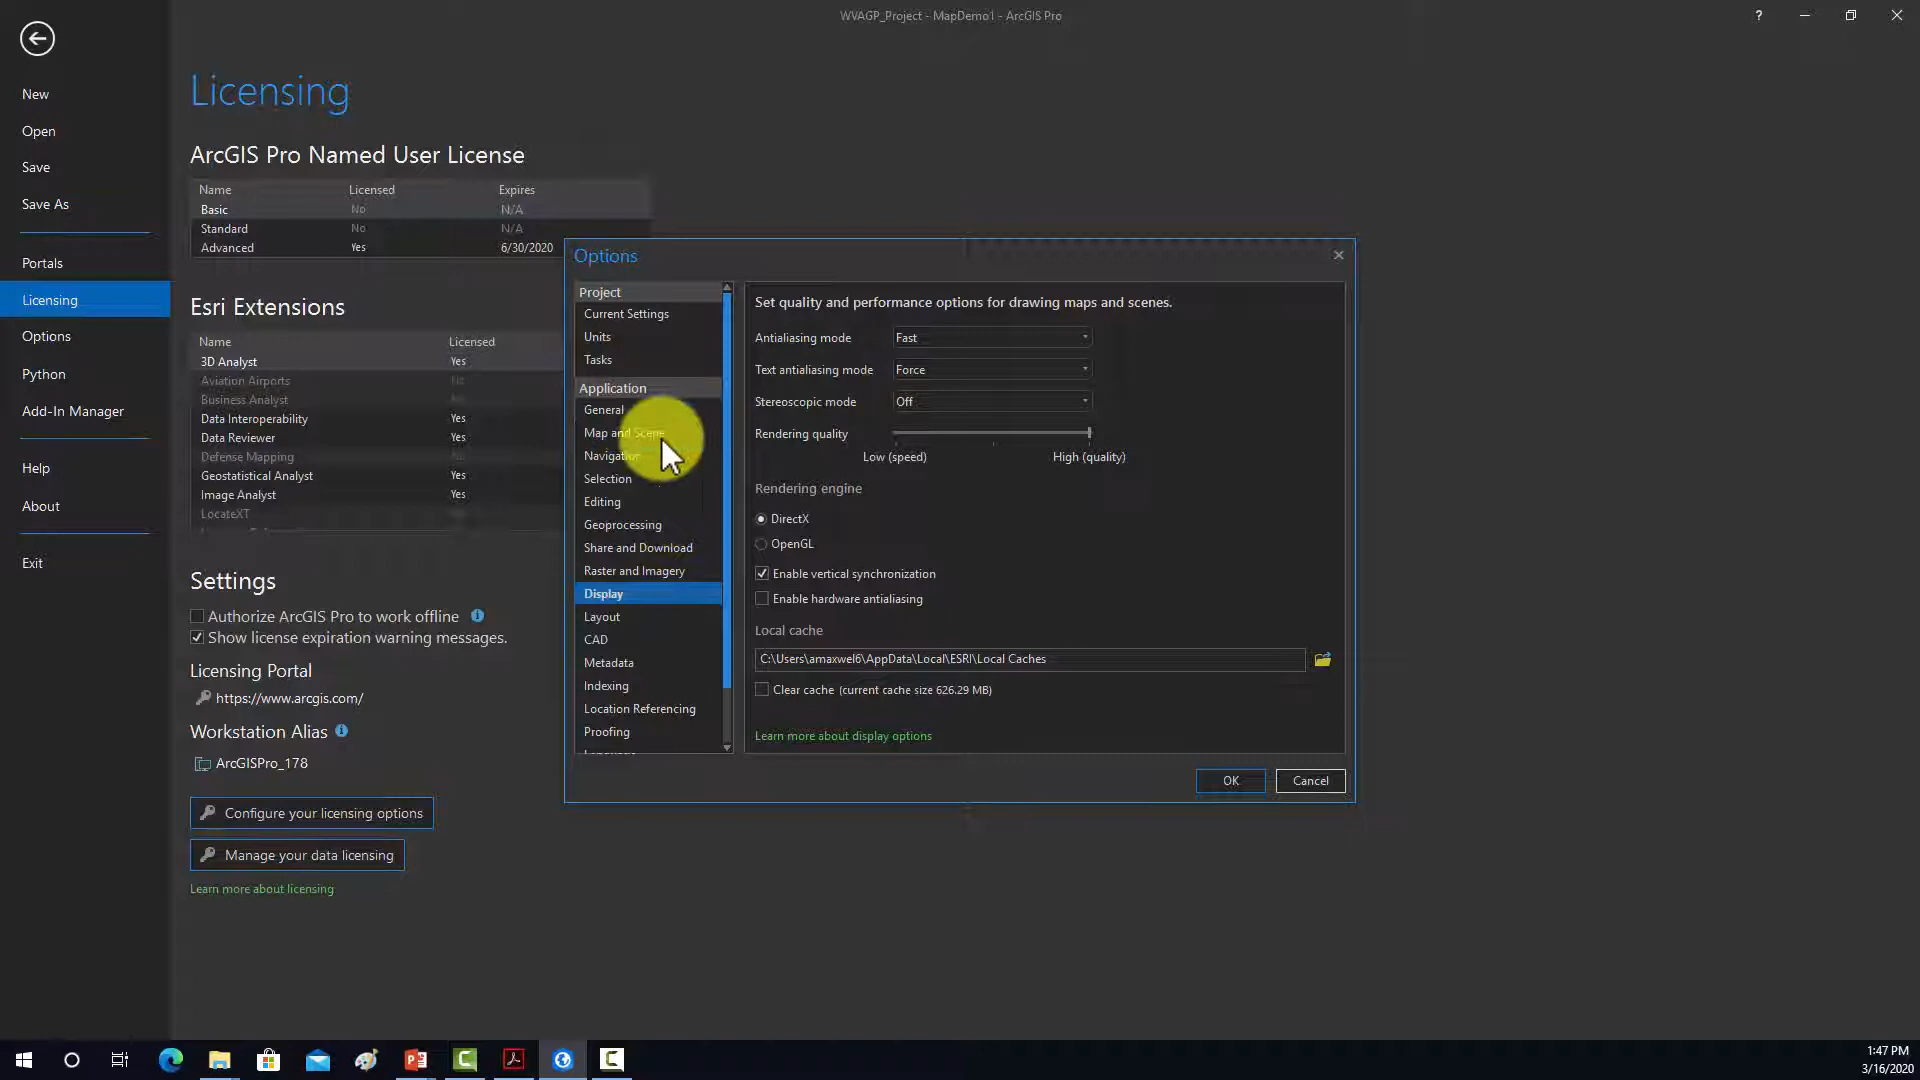 WVAGP_Project - MapDemo1 - ArcGIS Pro
?
New
Open
Save
Save As
Portals
Licensing
Options
Python
Add-In Manager
Help
About
Exit
Licensing
ArcGIS Pro Named User License
Name Licensed Expires
Basic No N/A
Standard No N/A
Advanced Yes 6/30/2020
Esri Extensions
Name Licensed
3D Analyst Yes
Aviation Airports No
Business Analyst No
Data Interoperability Yes
Data Reviewer Yes
Defense Mapping No
Geostatistical Analyst Yes
Image Analyst Yes
LocateXT
Settings
Authorize ArcGIS Pro to work offline
Show license expiration warning messages.
Licensing Portal
https://www.arcgis.com/
Workstation Alias
ArcGISPro_178
Configure your licensing options
Manage your data licensing
Learn more about licensing
Options
Project
Current Settings
Units
Tasks
Application
General
Map and Scene
Navigation
Selection
Editing
Geoprocessing
Share and Download
Raster and Imagery
Display
Layout
CAD
Metadata
Indexing
Location Referencing
Proofing
Set quality and performance options for drawing maps and scenes.
Antialiasing mode Fast
Text antialiasing mode Force
Stereoscopic mode Off
Rendering quality
Low (speed) High (quality)
Rendering engine
DirectX
OpenGL
Enable vertical synchronization
Enable hardware antialiasing
Local cache
C:\Users\amaxwel6\AppData\Local\ESRI\Local Caches
Clear cache (current cache size 626.29 MB)
Learn more about display options
OK Cancel
1:47 PM
3/16/2020